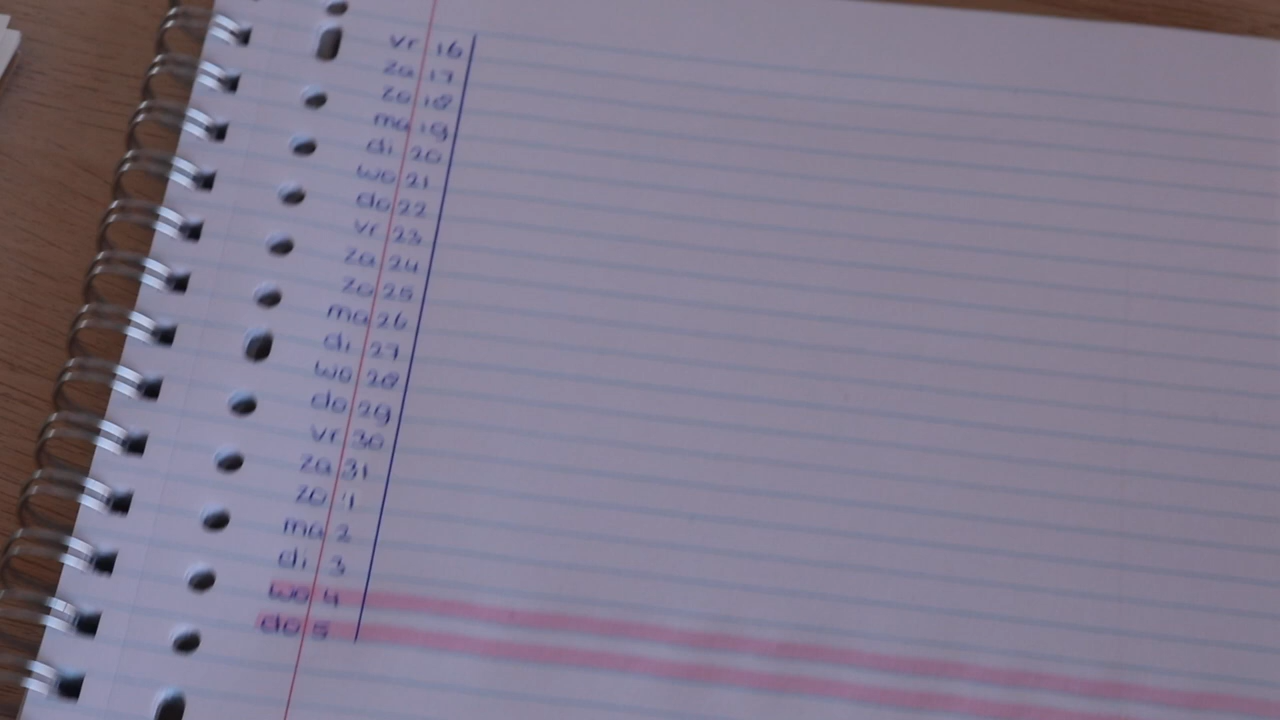 vr 16
za 17
zo 18
ma 19
di 20
wo 21
do 22
vr 23
za 24
zo 25
ma 26
di 27
wo 28
do 29
vr 30
za 31
zo 1
ma 2
di 3
wo 4
do 5